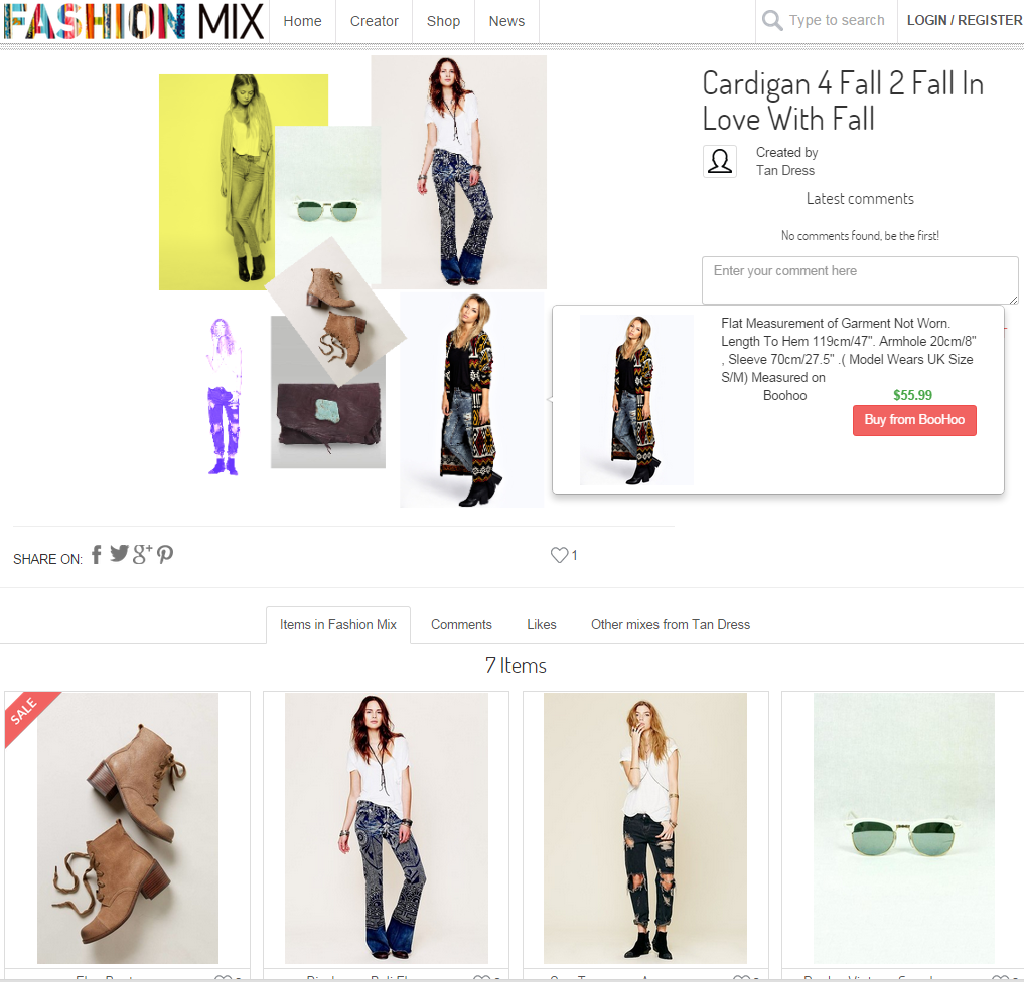 FASHION MIX
Home
Creator
Shop
News
Type to search
LOGIN / REGISTER
Cardigan 4 Fall 2 Fall In
Love With Fall
Created by
Tan Dress
Latest comments
No comments found, be the first!
Enter your comment here
Flat Measurement of Garment Not Worn.
Length To Hem 119cm/47". Armhole 20cm/8"
, Sleeve 70cm/27.5" .( Model Wears UK Size
S/M) Measured on
Boohoo
$55.99
Buy from BooHoo
SHARE ON:
1
Items in Fashion Mix
Comments
Likes
Other mixes from Tan Dress
7 Items
SALE